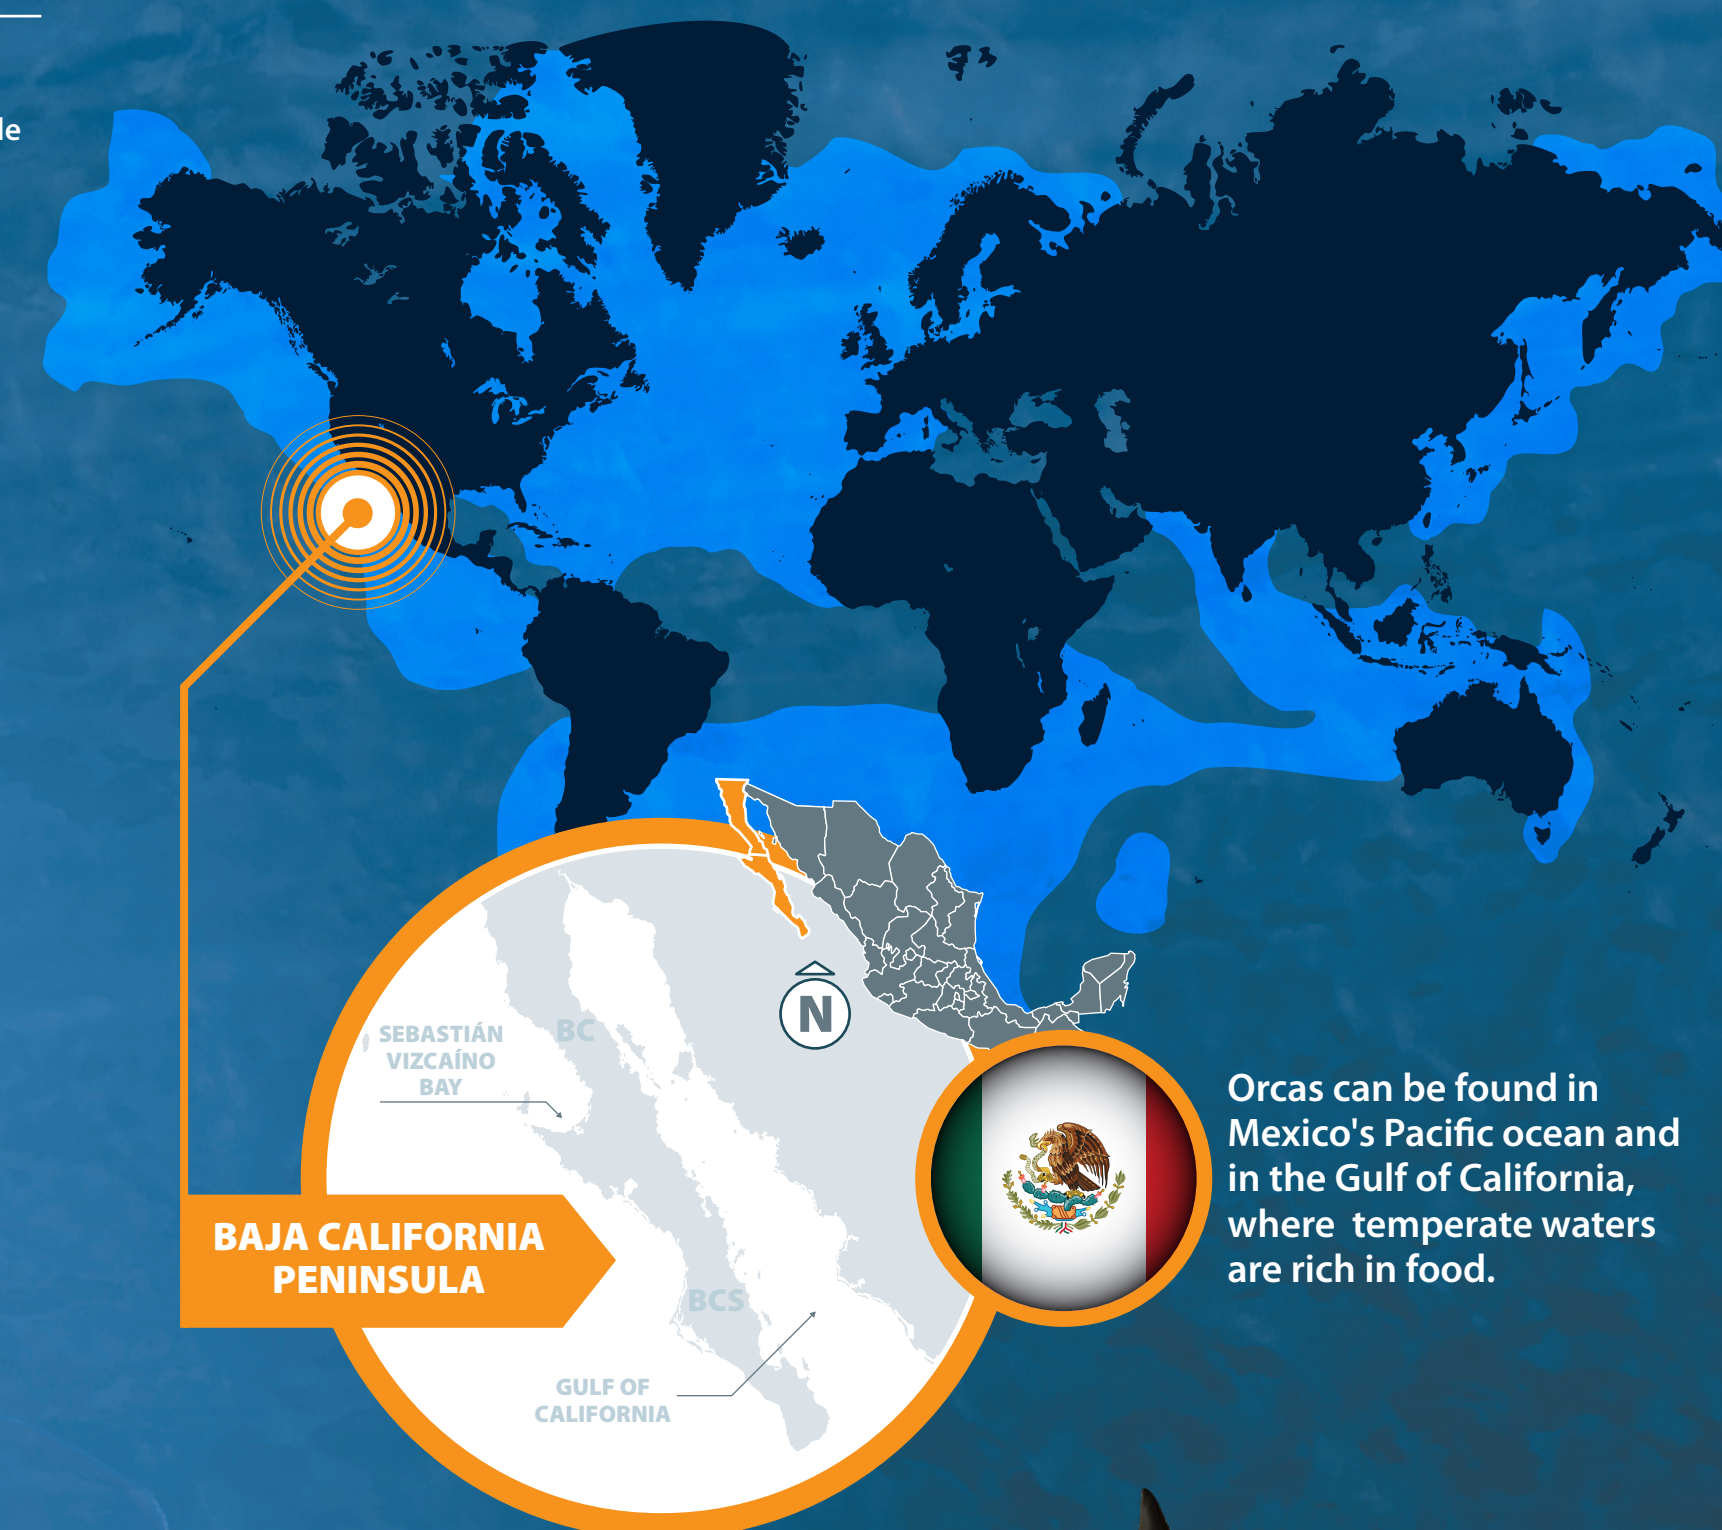 SEBASTIÁN
VIZCAÍNO
BAY
BC
N
BAJA CALIFORNIA
PENINSULA
BCS
GULF OF
CALIFORNIA
Orcas can be found in
Mexico's Pacific ocean and
in the Gulf of California,
where  temperate waters
are rich in food.